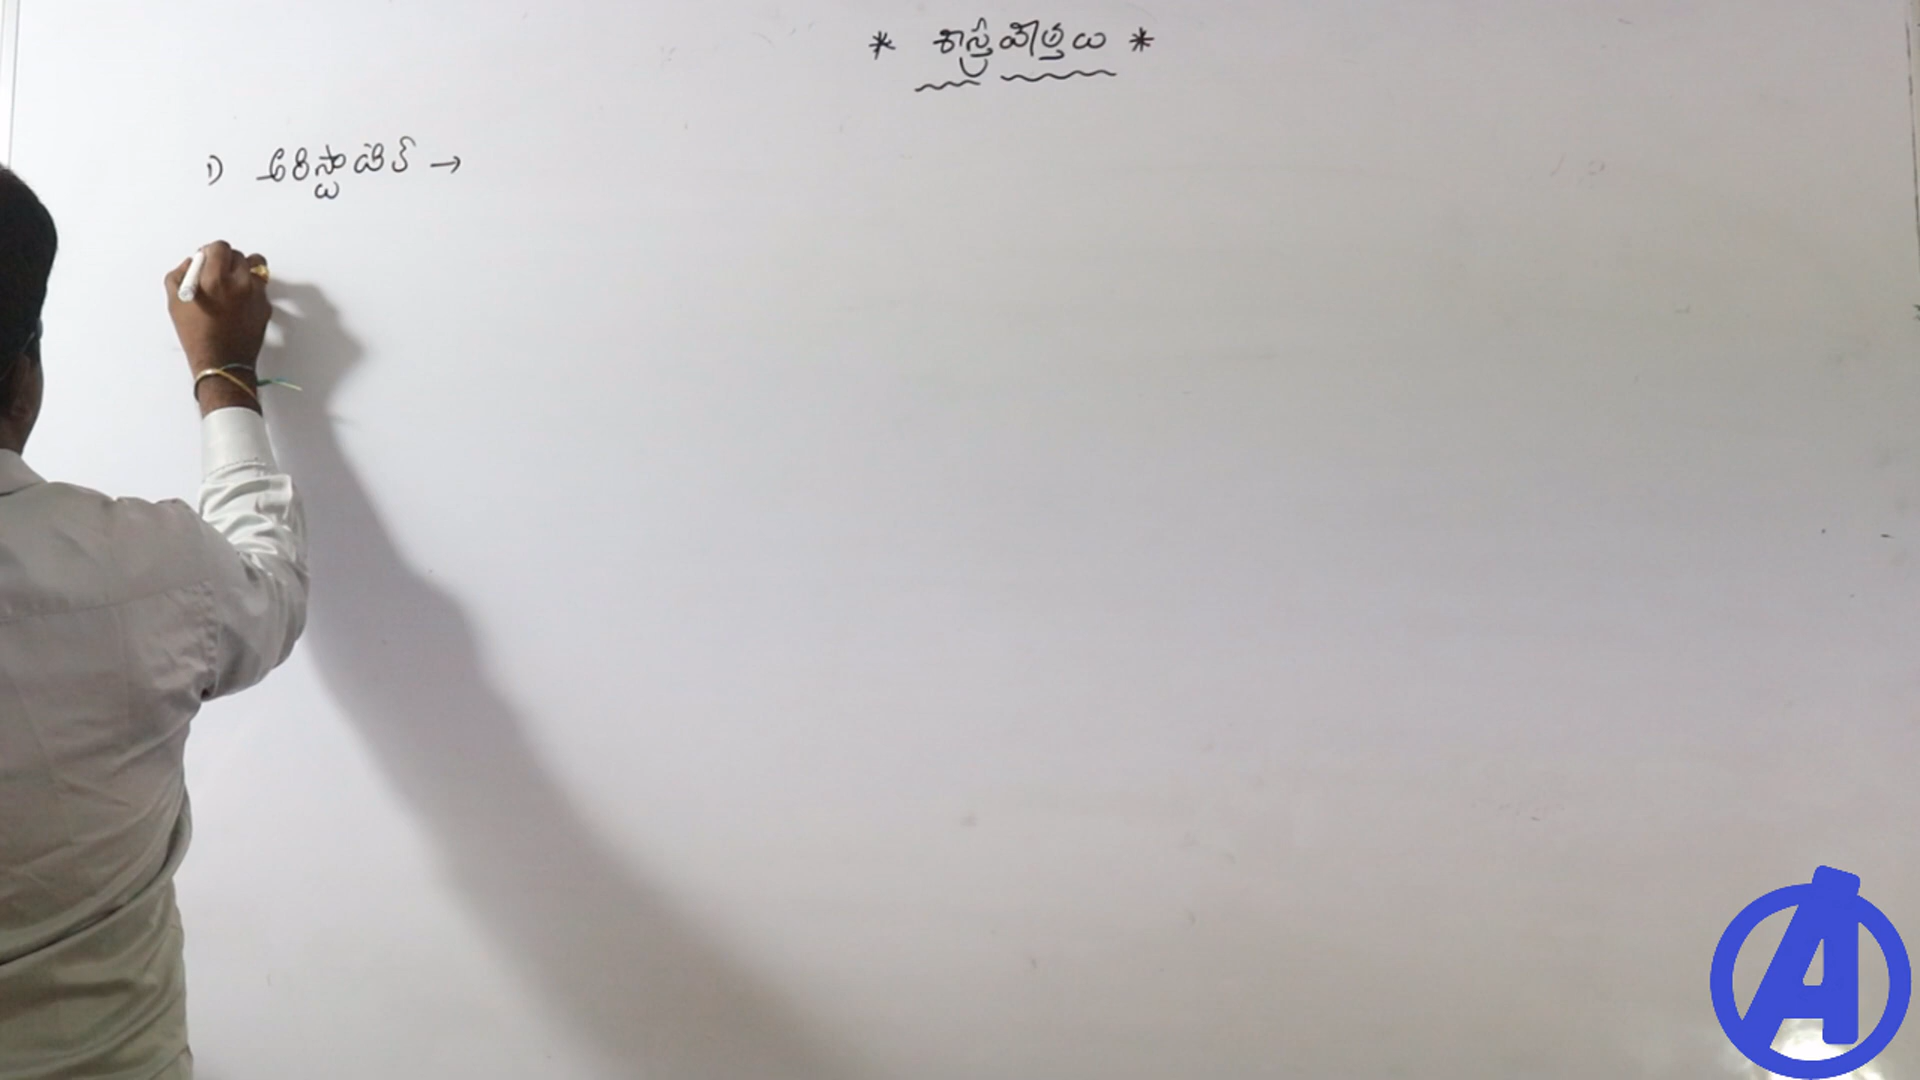 * శాస్త్రవేత్తలు *
1) అరిస్టాటిల్ →
A